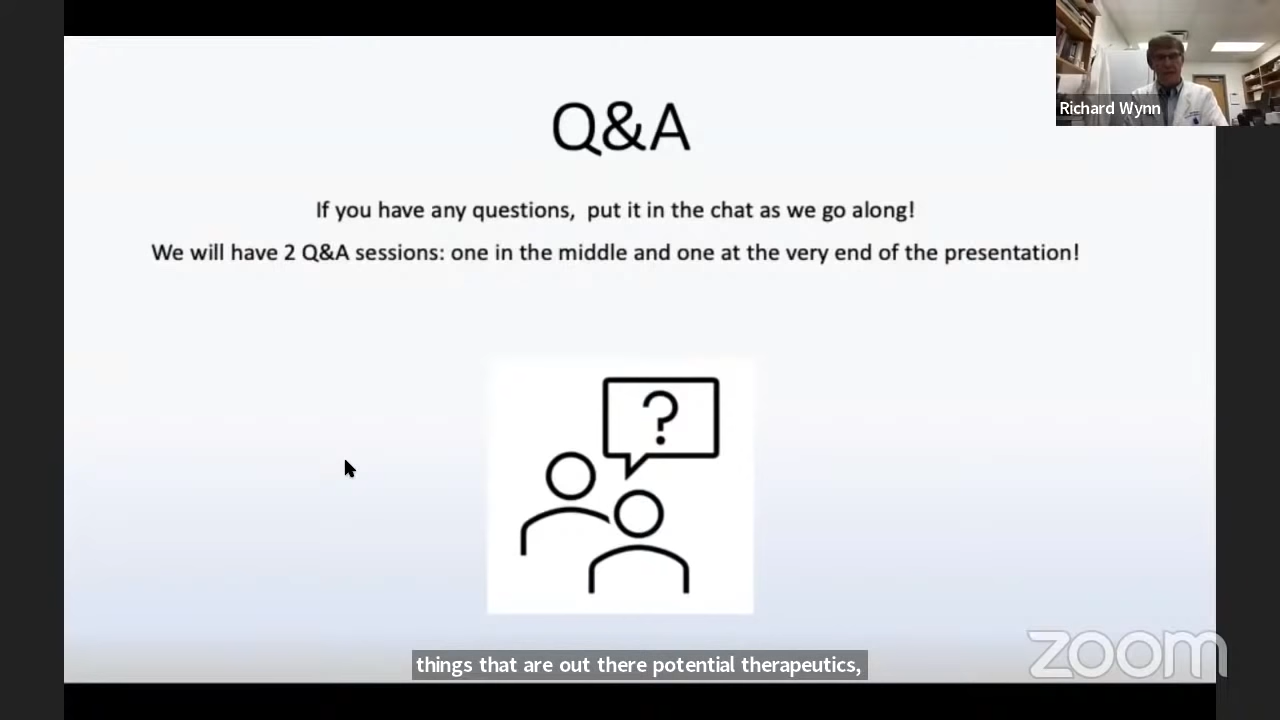 Richard Wynn
Q&A
If you have any questions, put it in the chat as we go along!
We will have 2 Q&A sessions: one in the middle and one at the very end of the presentation!
?
things that are out there potential therapeutics,
zoom